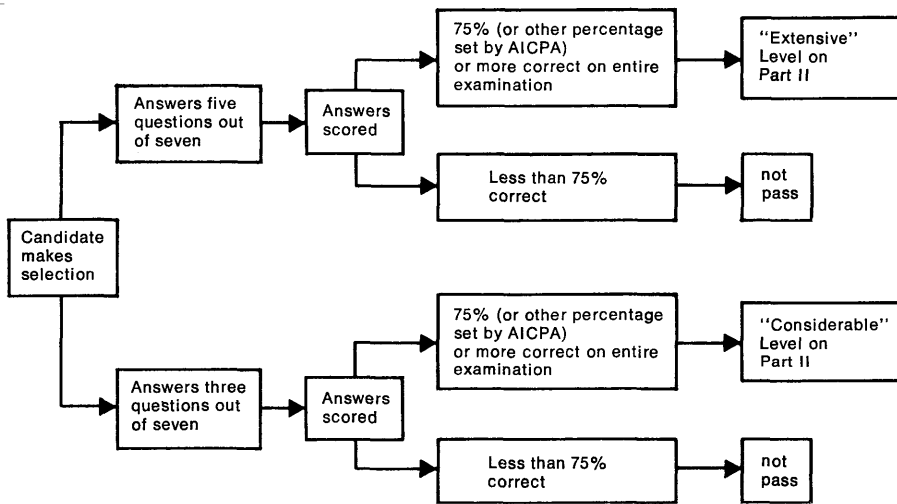 Candidate
makes
selection
Answers five
questions out
of seven
Answers
scored
75% (or other percentage
set by AICPA)
or more correct on entire
examination
"Extensive"
Level on
Part II
Less than 75%
correct
not
pass
Answers three
questions out
of seven
Answers
scored
75% (or other percentage
set by AICPA)
or more correct on entire
examination
"Considerable"
Level on
Part II
Less than 75%
correct
not
pass